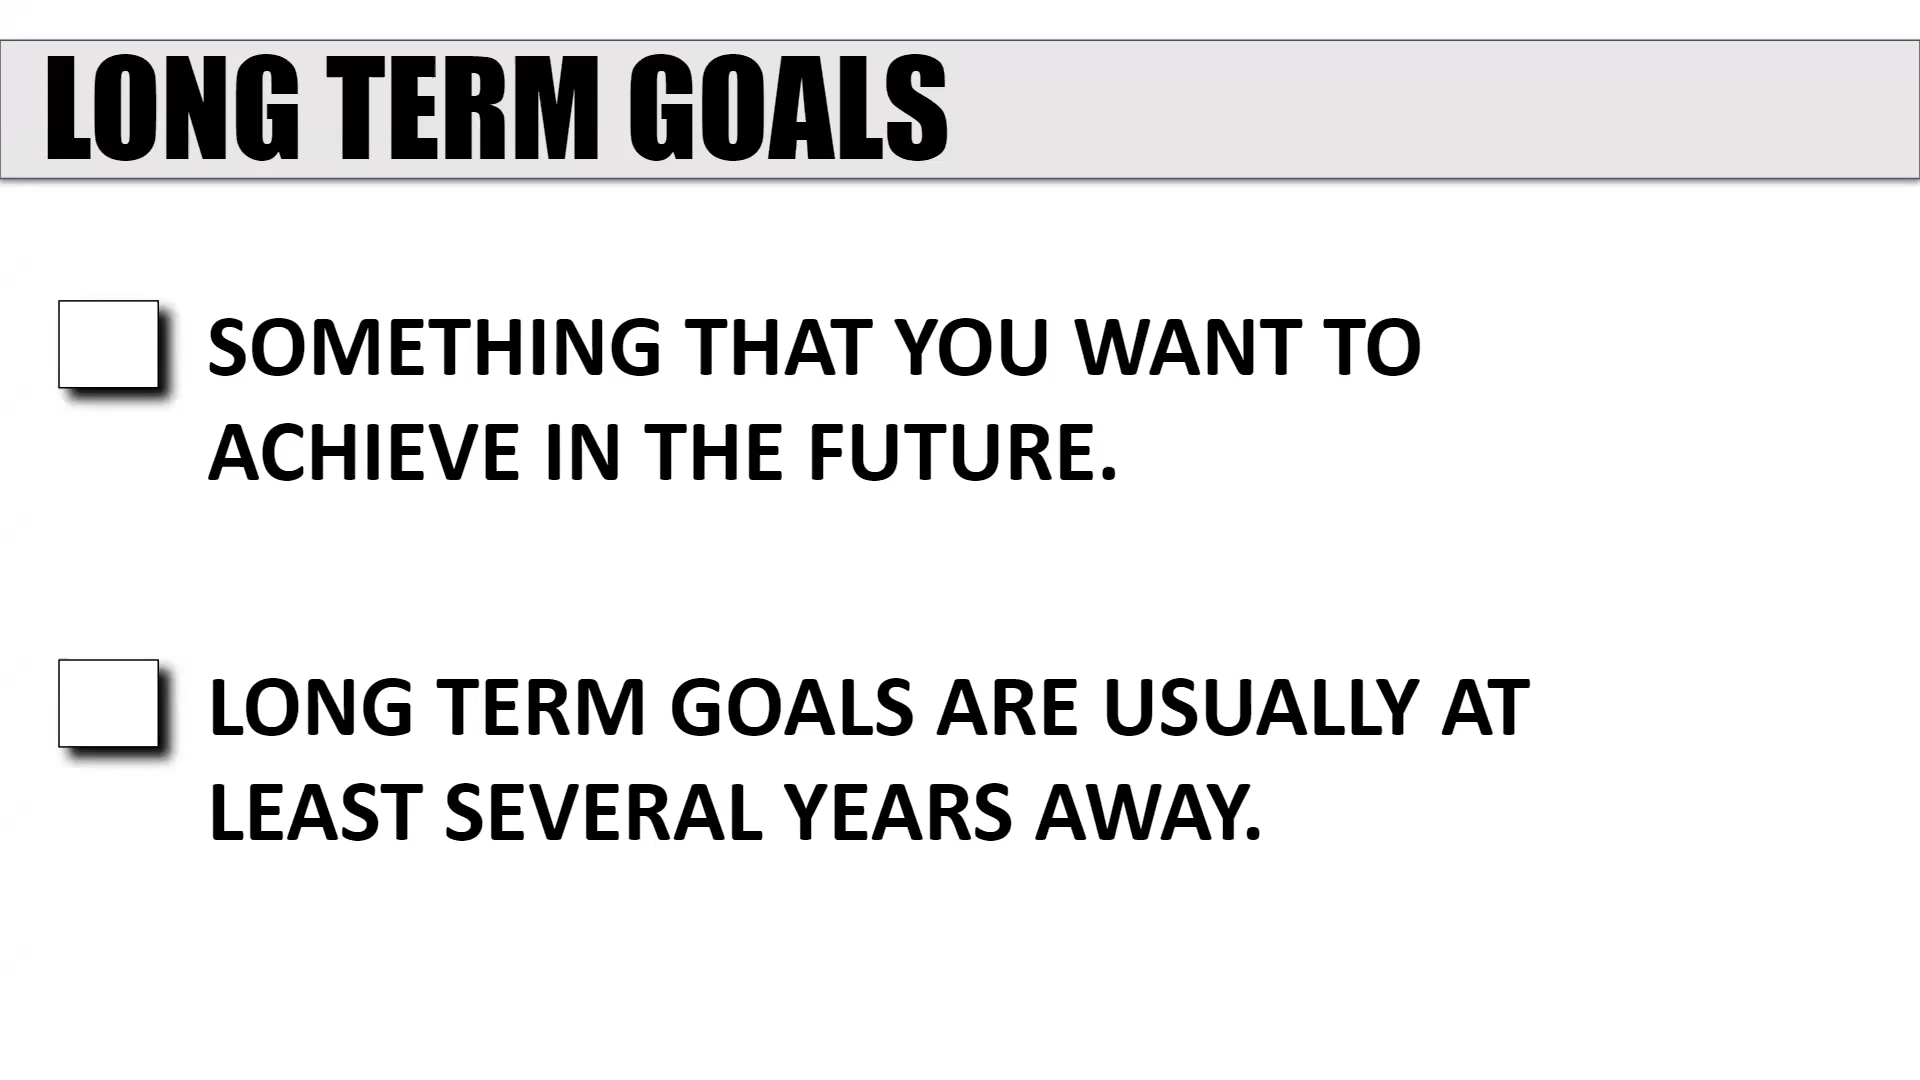 LONG TERM GOALS
SOMETHING THAT YOU WANT TO
ACHIEVE IN THE FUTURE.
LONG TERM GOALS ARE USUALLY AT
LEAST SEVERAL YEARS AWAY.